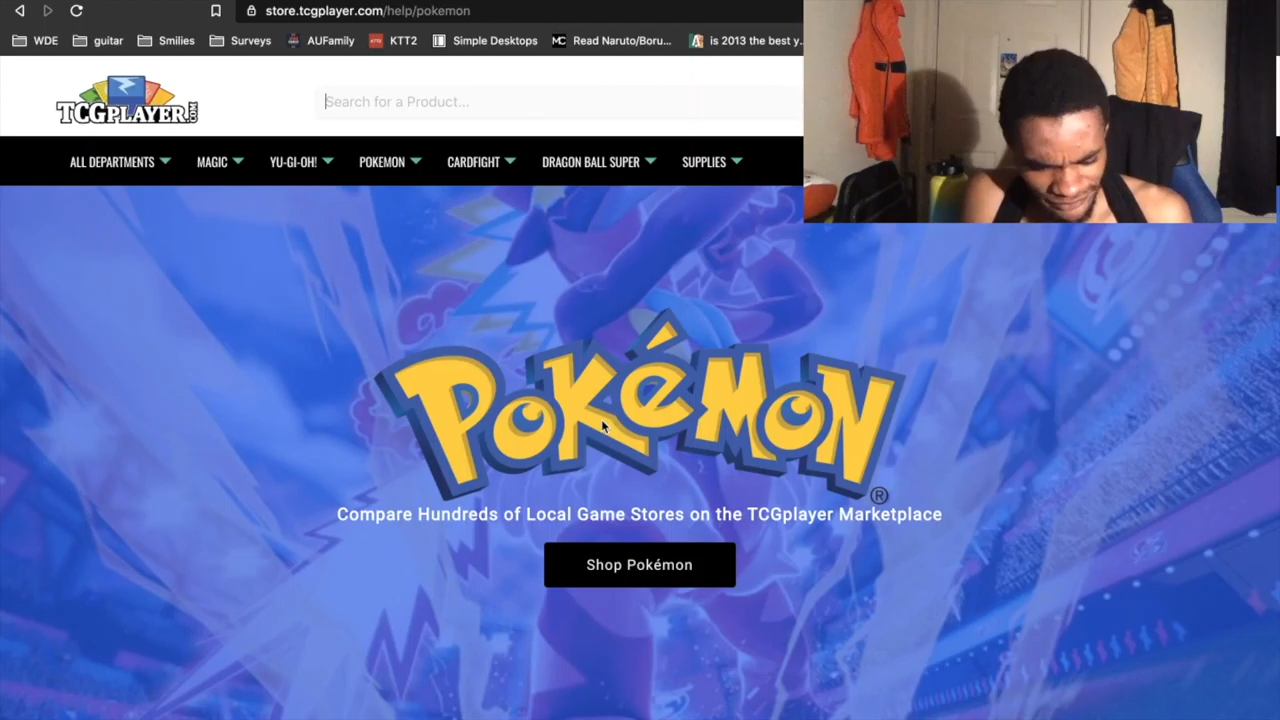 store.tcgplayer.com/help/pokemon
WDE guitar Smilies Surveys AUFamily KTT2 Simple Desktops Read Naruto/Boru... is 2013 the best y...
TCGPLAYER.COM
Search for a Product...
ALL DEPARTMENTS MAGIC YU-GI-OH! POKEMON CARDFIGHT DRAGON BALL SUPER SUPPLIES
POKéMON
®
Compare Hundreds of Local Game Stores on the TCGplayer Marketplace
Shop Pokémon